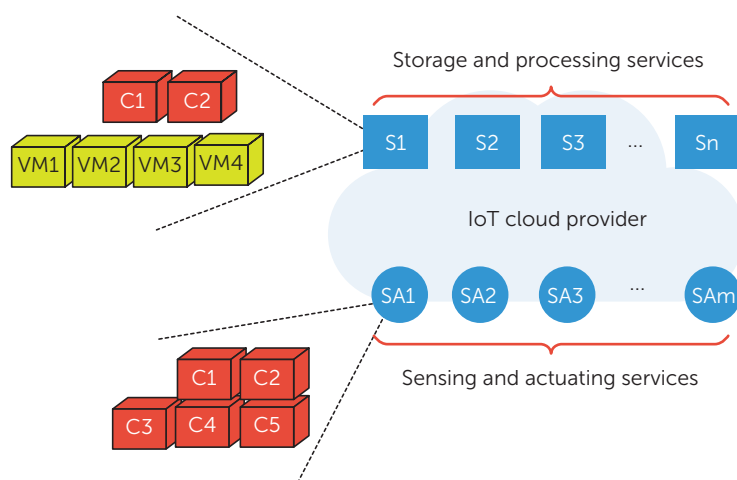 Storage and processing services
C1 C2
S1 S2 S3 ... Sn
VM1 VM2 VM3 VM4
IoT cloud provider
SA1 SA2 SA3 ... SAm
C1 C2
Sensing and actuating services
C3 C4 C5